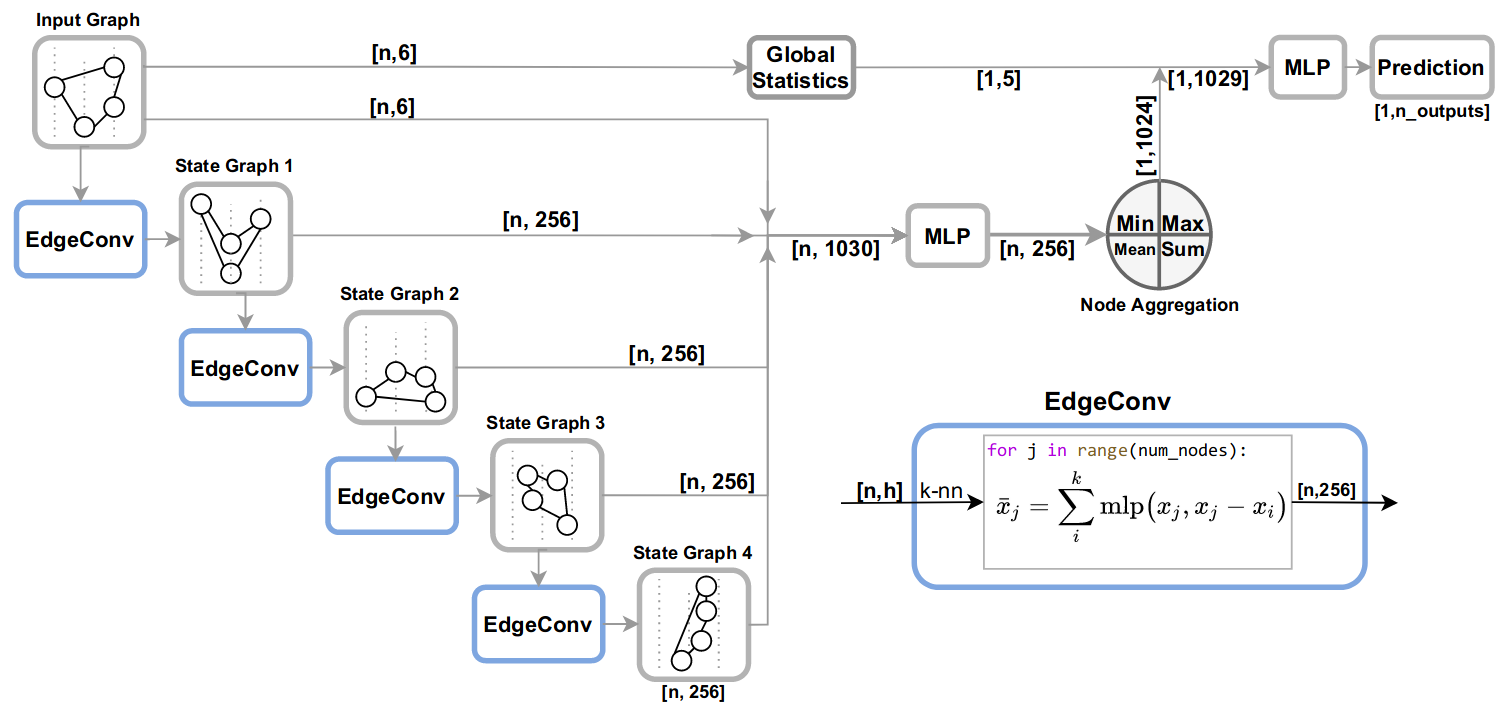 Input Graph
[n,6]
Global
Statistics
[1,5]
[1,1029]
MLP
Prediction
[1,n_outputs]
[n,6]
[1,1024]
State Graph 1
EdgeConv
[n, 256]
[n, 1030]
MLP
[n, 256]
Min Max
Mean Sum
Node Aggregation
State Graph 2
EdgeConv
[n, 256]
State Graph 3
EdgeConv
[n, 256]
State Graph 4
EdgeConv
[n, 256]
EdgeConv
[n,h]
k-nn
for j in range(num_nodes):
x̄_j = ∑_i^k mlp(x_j, x_j − x_i)
[n,256]